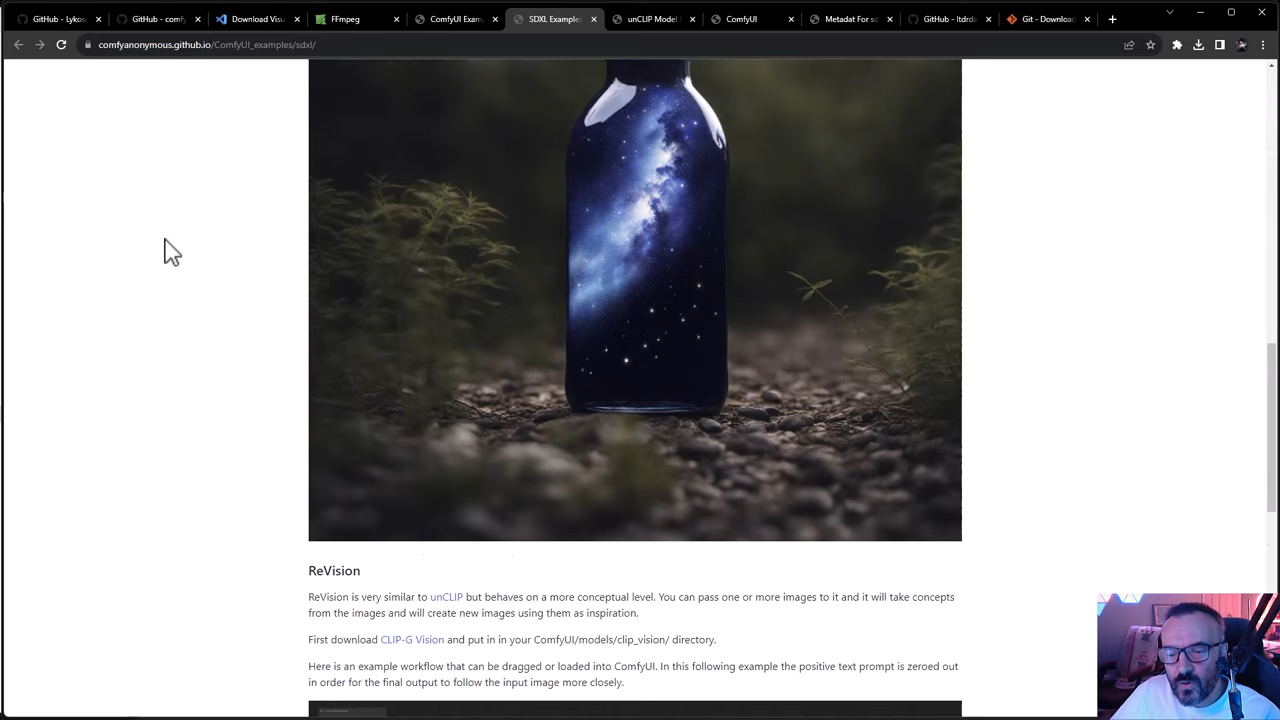 GitHub - Lykos
GitHub - comfy
Download Visu
FFmpeg
ComfyUI Exam
SDXL Examples
unCLIP Model
ComfyUI
Metadat For sd
GitHub - ltdrda
Git - Download
comfyanonymous.github.io/ComfyUI_examples/sdxl/
ReVision
ReVision is very similar to unCLIP but behaves on a more conceptual level. You can pass one or more images to it and it will take concepts
from the images and will create new images using them as inspiration.
First download CLIP-G Vision and put in in your ComfyUI/models/clip_vision/ directory.
Here is an example workflow that can be dragged or loaded into ComfyUI. In this following example the positive text prompt is zeroed out
in order for the final output to follow the input image more closely.